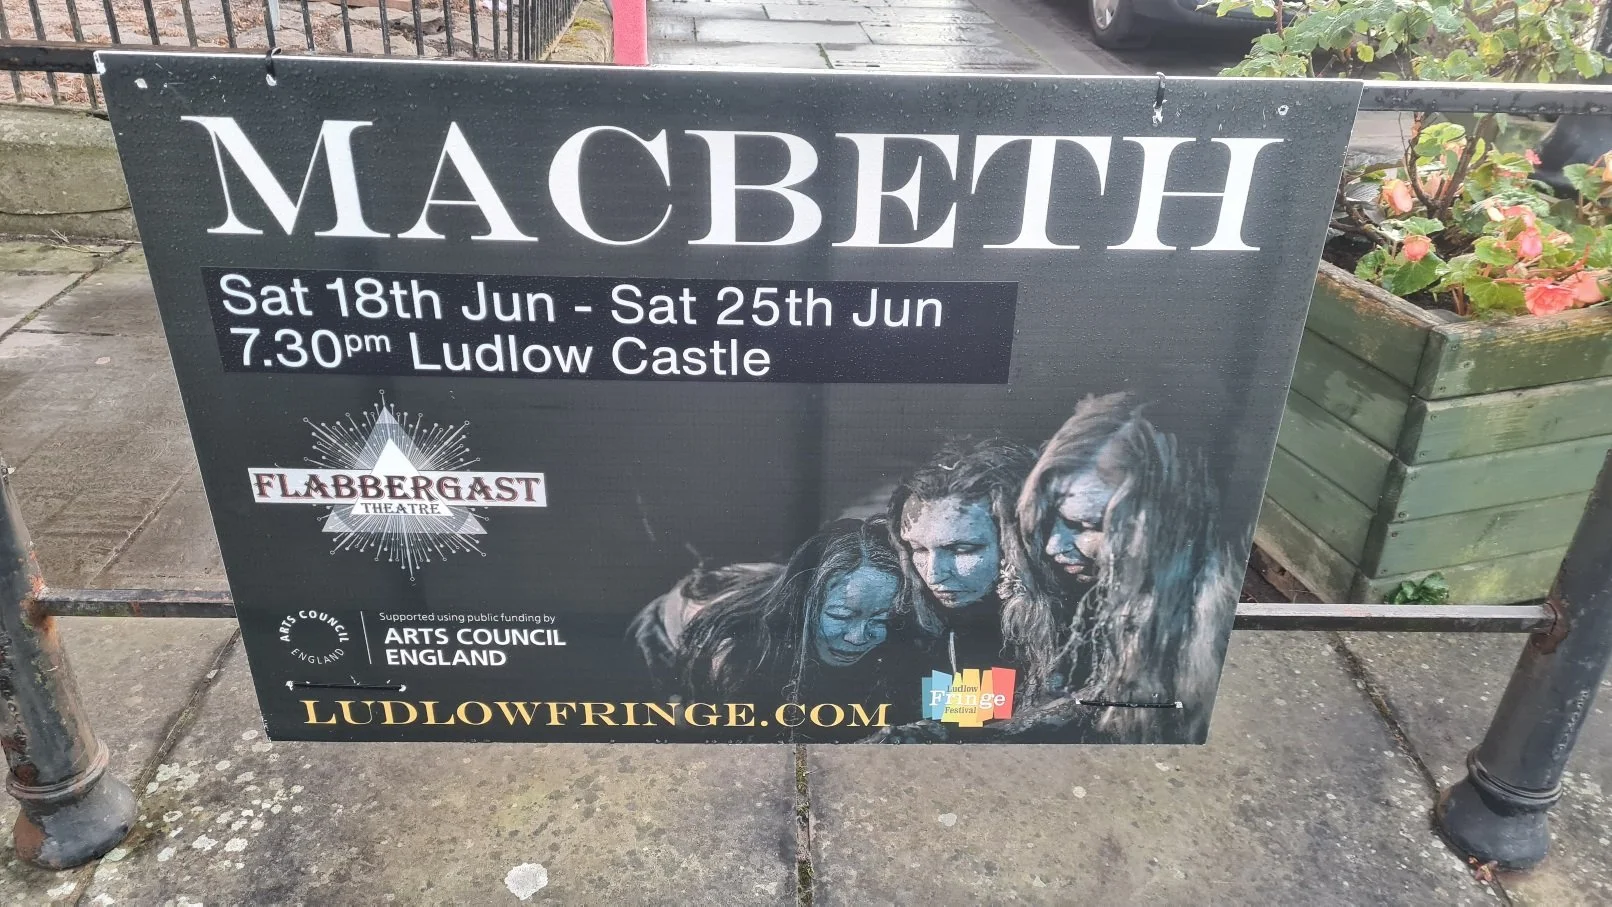 MACBETH
Sat 18th Jun - Sat 25th Jun
7.30pm Ludlow Castle
FLABBERGAST
THEATRE
ARTS COUNCIL
ENGLAND
Supported using public funding by
ARTS COUNCIL
ENGLAND
LUDLOWFRINGE.COM
Ludlow
Fringe
Festival